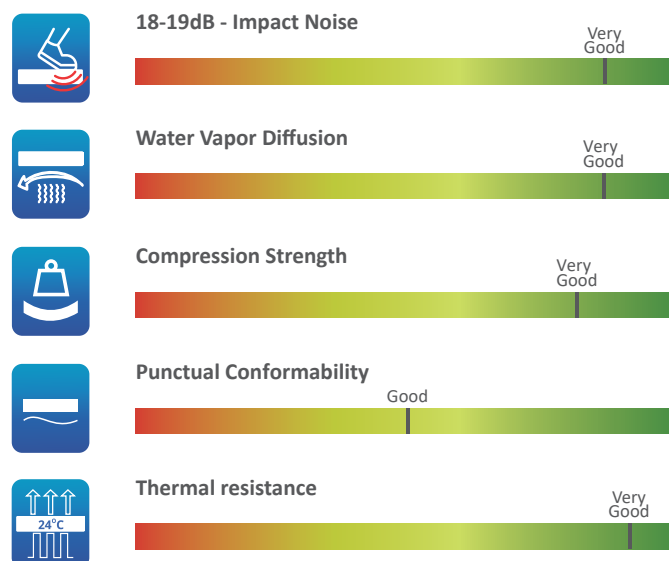 18-19dB - Impact Noise
Very
Good
Water Vapor Diffusion
Very
Good
Compression Strength
Very
Good
Punctual Conformability
Good
Thermal resistance
24°C
Very
Good